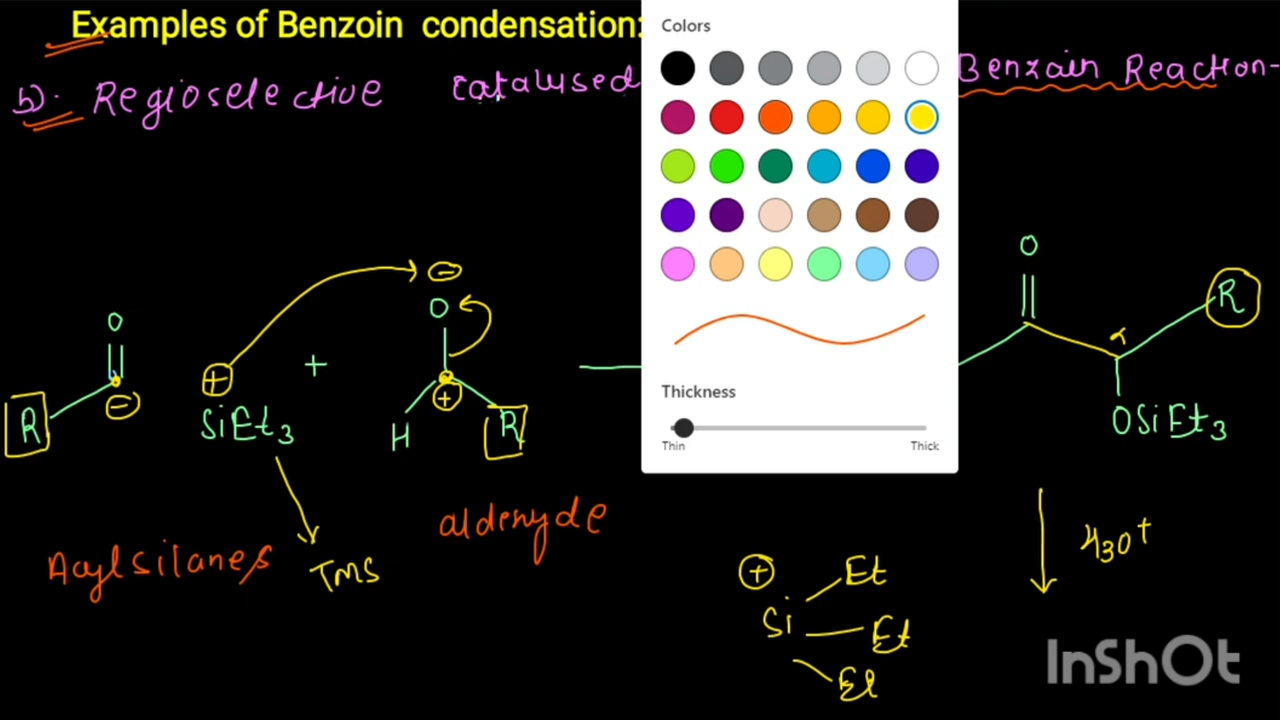 Examples of Benzoin condensation:
b). Regioselective catalysed Benzain Reaction-
Colors
Thickness
Thin Thick
O
R
⊖
⊕
SiEt3
+
⊖
O
H
⊕
R
O
α
R
OSiEt3
Acylsilanes
TMS
aldehyde
⊕
Si
Et
Et
Et
H3O+
InShOt